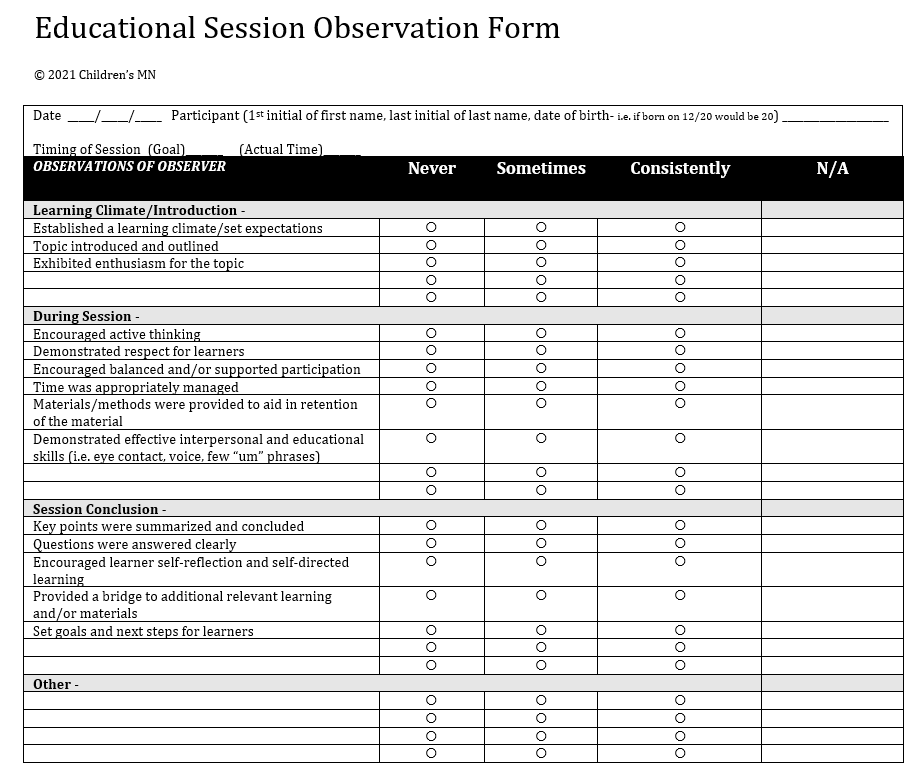 Educational Session Observation Form
© 2021 Children's MN
Date ____/____/____ Participant (1st initial of first name, last initial of last name, date of birth- i.e. if born on 12/20 would be 20) __________________
Timing of Session (Goal)______ (Actual Time)______
OBSERVATIONS OF OBSERVER Never Sometimes Consistently N/A
Learning Climate/Introduction -
Established a learning climate/set expectations
Topic introduced and outlined
Exhibited enthusiasm for the topic
During Session -
Encouraged active thinking
Demonstrated respect for learners
Encouraged balanced and/or supported participation
Time was appropriately managed
Materials/methods were provided to aid in retention
of the material
Demonstrated effective interpersonal and educational
skills (i.e. eye contact, voice, few “um” phrases)
Session Conclusion -
Key points were summarized and concluded
Questions were answered clearly
Encouraged learner self-reflection and self-directed
learning
Provided a bridge to additional relevant learning
and/or materials
Set goals and next steps for learners
Other -